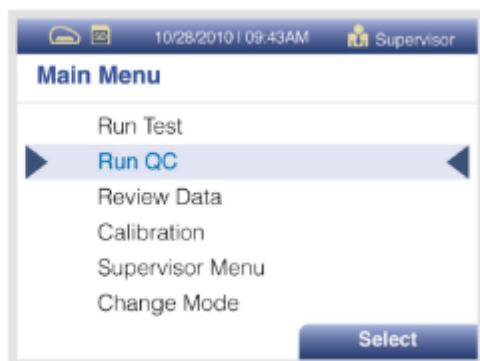 10/28/2010 | 09:43AM Supervisor
Main Menu
Run Test
Run QC
Review Data
Calibration
Supervisor Menu
Change Mode
Select